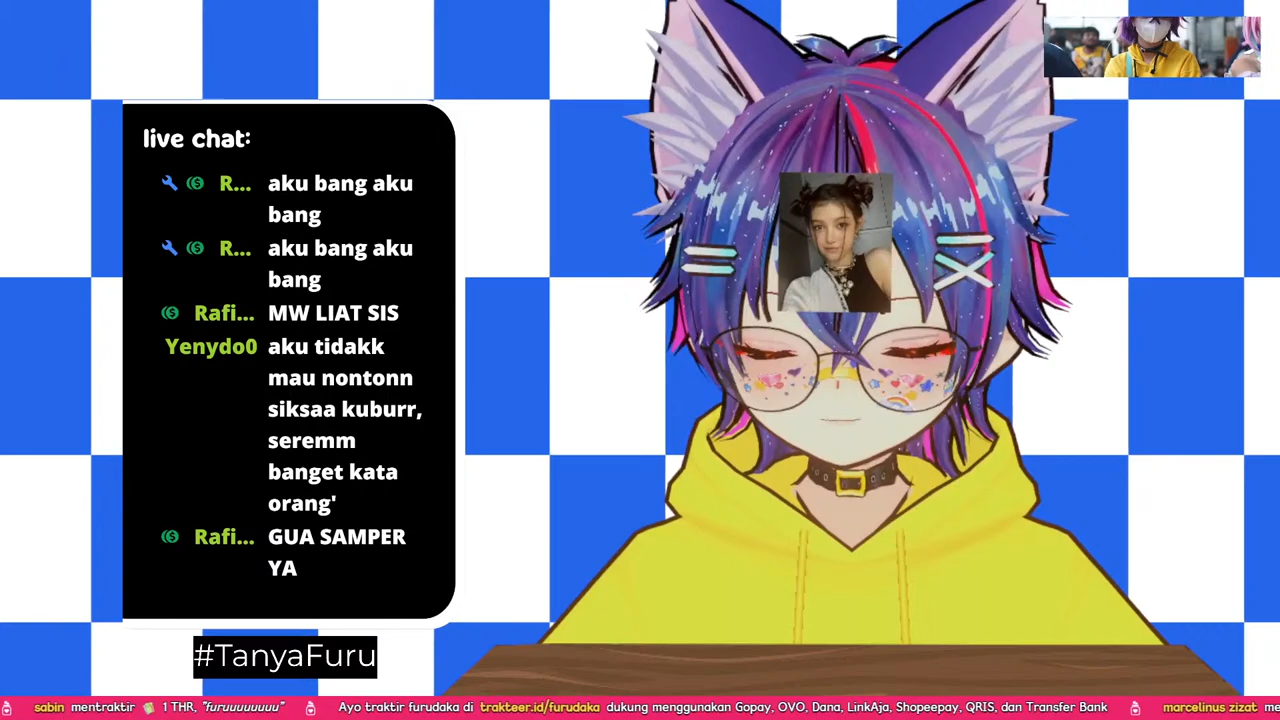 live chat:
R... aku bang aku
bang
R... aku bang aku
bang
Rafi... MW LIAT SIS
Yenydo0 aku tidakk
mau nontonn
siksaa kuburr,
seremm
banget kata
orang'
Rafi... GUA SAMPER
YA
#TanyaFuru
sabin mentraktir 1 THR, "furuuuuuuuu" Ayo traktir furudaka di trakteer.id/furudaka dukung menggunakan Gopay, OVO, Dana, LinkAja, Shopeepay, QRIS, dan Transfer Bank marcelinus zizat me